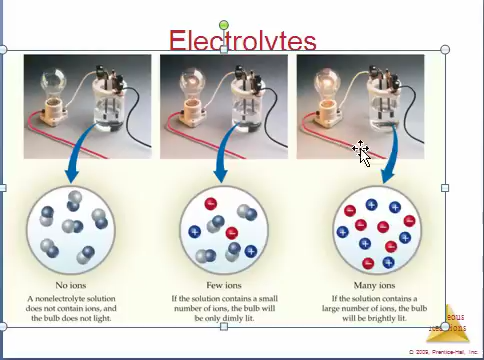 Electrolytes
No ions
A nonelectrolyte solution
does not contain ions, and
the bulb does not light.
Few ions
If the solution contains a small
number of ions, the bulb will
be only dimly lit.
Many ions
If the solution contains a
large number of ions, the bulb
will be brightly lit.
© 2009, Prentice-Hall, Inc.